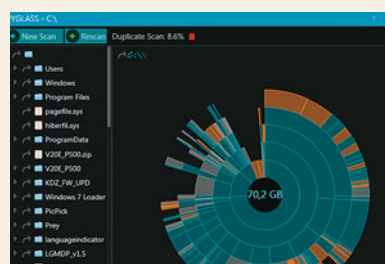 YGLASS - C:\
New Scan Rescan Duplicate Scan: 8.6%
C:\\
Users
Windows
Program Files
pagefile.sys
hiberfil.sys
ProgramData
V20E_P500.zip
V20E_P500
KDZ_FW_UPD
Windows 7 Loader
PicPick
Prey
languageindicator
LGMDP_v1.5
70,2 GB